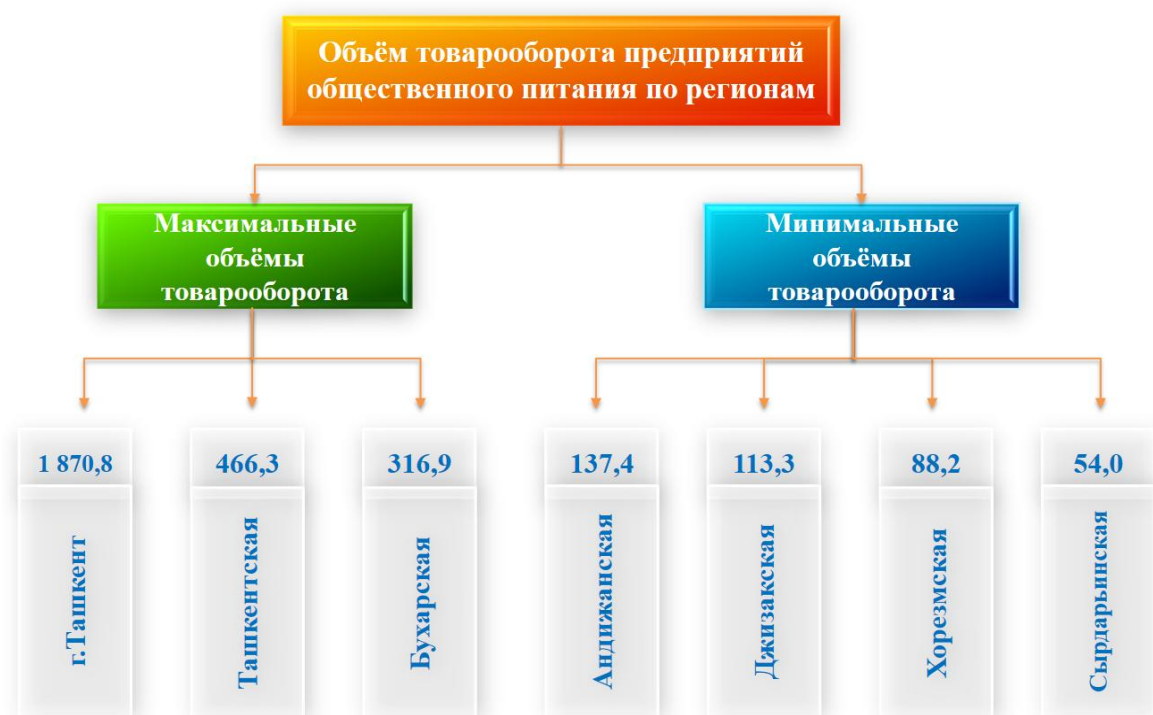 Объём товарооборота предприятий
общественного питания по регионам
Максимальные
объёмы
товарооборота
Минимальные
объёмы
товарооборота
1 870,8
466,3
316,9
137,4
113,3
88,2
54,0
г.Ташкент
Ташкентская
Бухарская
Андижанская
Джизакская
Хорезмская
Сырдарьинская